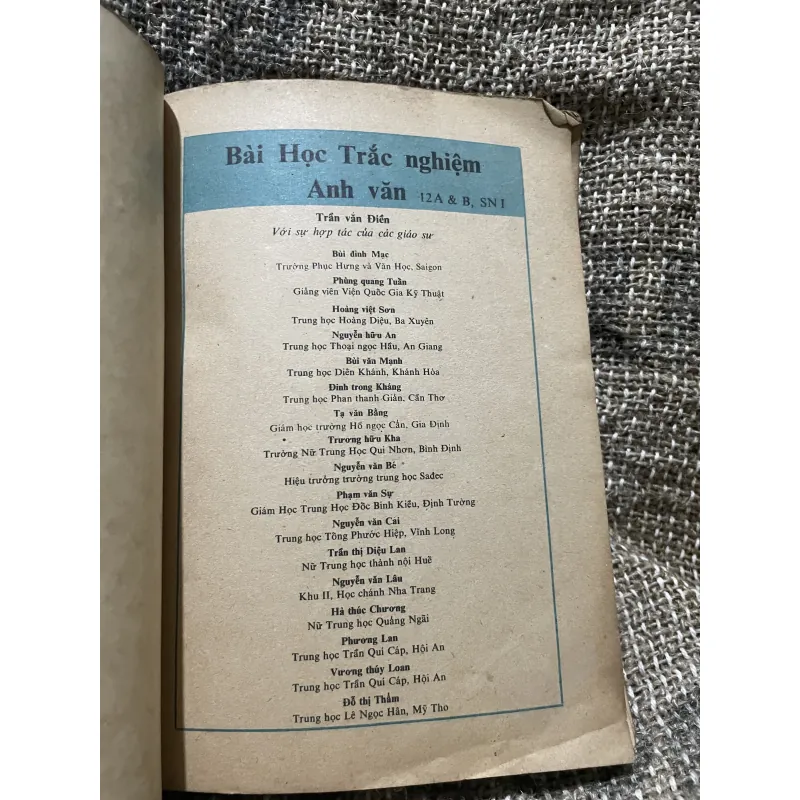 Bài Học Trắc nghiệm
Anh văn 12A & B, SN I
Trần văn Điền
Với sự hợp tác của các giáo sư
Bùi đình Mạc
Trường Phục Hưng và Văn Học, Saigon
Phùng quang Tuần
Giảng viên Viện Quốc Gia Kỹ Thuật
Hoàng việt Sơn
Trung học Hoàng Diệu, Ba Xuyên
Nguyễn hữu An
Trung học Thoại ngọc Hầu, An Giang
Bùi văn Mạnh
Trung học Diên Khánh, Khánh Hòa
Đinh trong Kháng
Trung học Phan thanh Giản. Cần Thơ
Tạ văn Bằng
Giám học trường Hồ ngọc Cẩn, Gia Định
Trương hữu Kha
Trường Nữ Trung Học Qui Nhơn, Bình Định
Nguyễn văn Bé
Hiệu trưởng trường trung học Sađec
Phạm văn Sự
Giám Học Trung Học Đốc Binh Kiều, Định Tường
Nguyễn văn Cai
Trung học Tống Phước Hiệp, Vĩnh Long
Trần thị Diệu Lan
Nữ Trung học thành nội Huế
Nguyễn văn Lâu
Khu II, Học chánh Nha Trang
Hà thúc Chương
Nữ Trung học Quảng Ngãi
Phương Lan
Trung học Trần Quí Cáp, Hội An
Vương thúy Loan
Trung học Trần Quí Cáp, Hội An
Đỗ thị Thẩm
Trung học Lê Ngọc Hân, Mỹ Tho